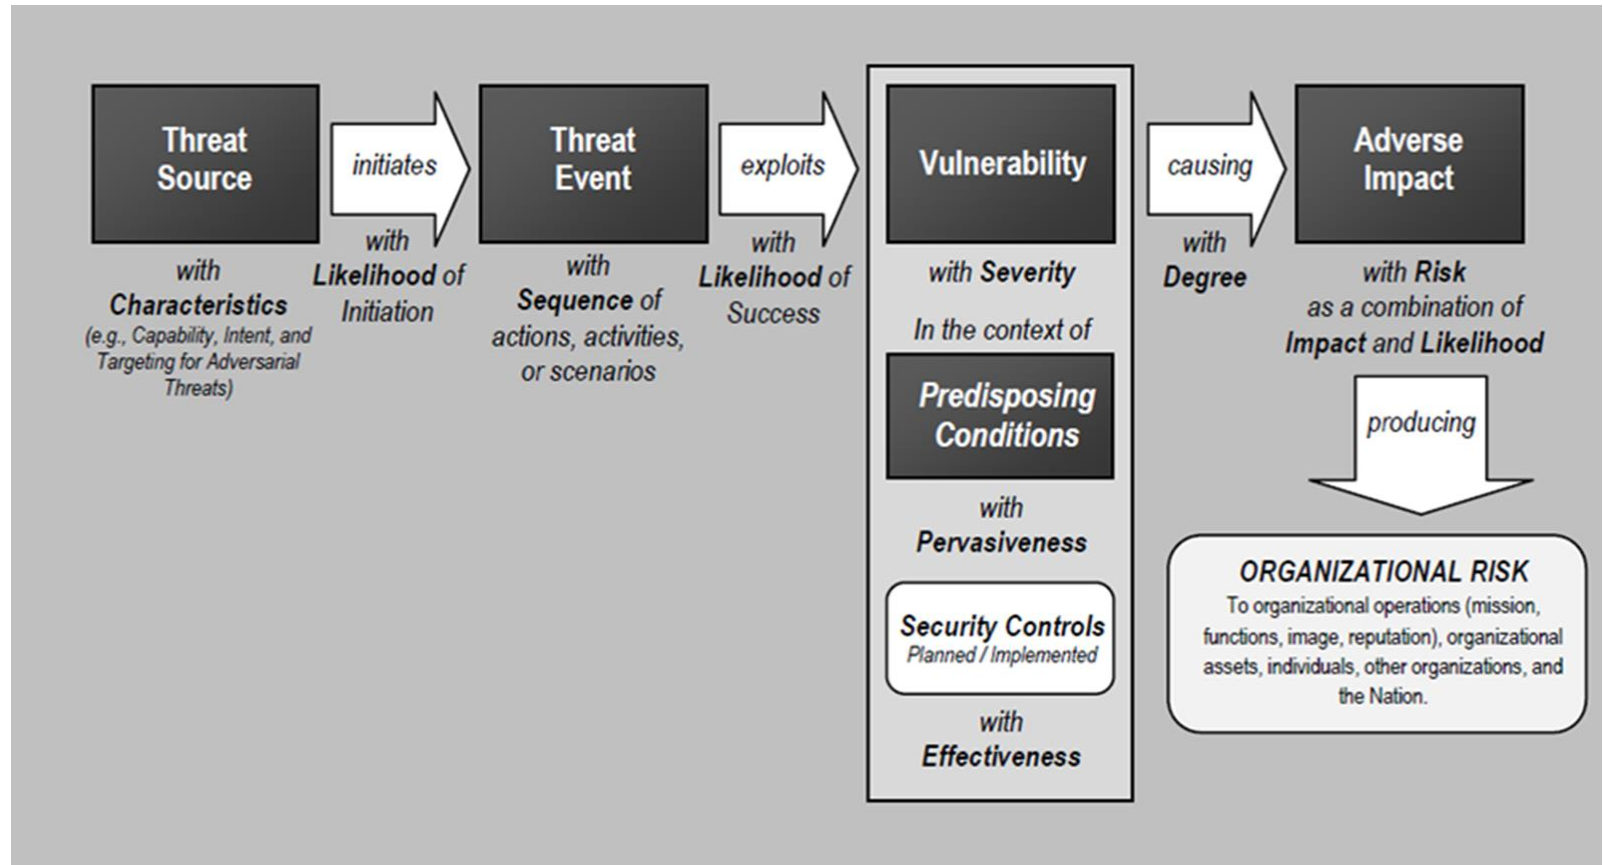 Threat
Source
initiates
Threat
Event
exploits
Vulnerability
causing
Adverse
Impact
with
Characteristics
(e.g., Capability, Intent, and
Targeting for Adversarial
Threats)
with
Likelihood of
Initiation
with
Sequence of
actions, activities,
or scenarios
with
Likelihood of
Success
with Severity
In the context of
Predisposing
Conditions
with
Pervasiveness
Security Controls
Planned / Implemented
with
Effectiveness
with
Degree
with Risk
as a combination of
Impact and Likelihood
producing
ORGANIZATIONAL RISK
To organizational operations (mission,
functions, image, reputation), organizational
assets, individuals, other organizations, and
the Nation.